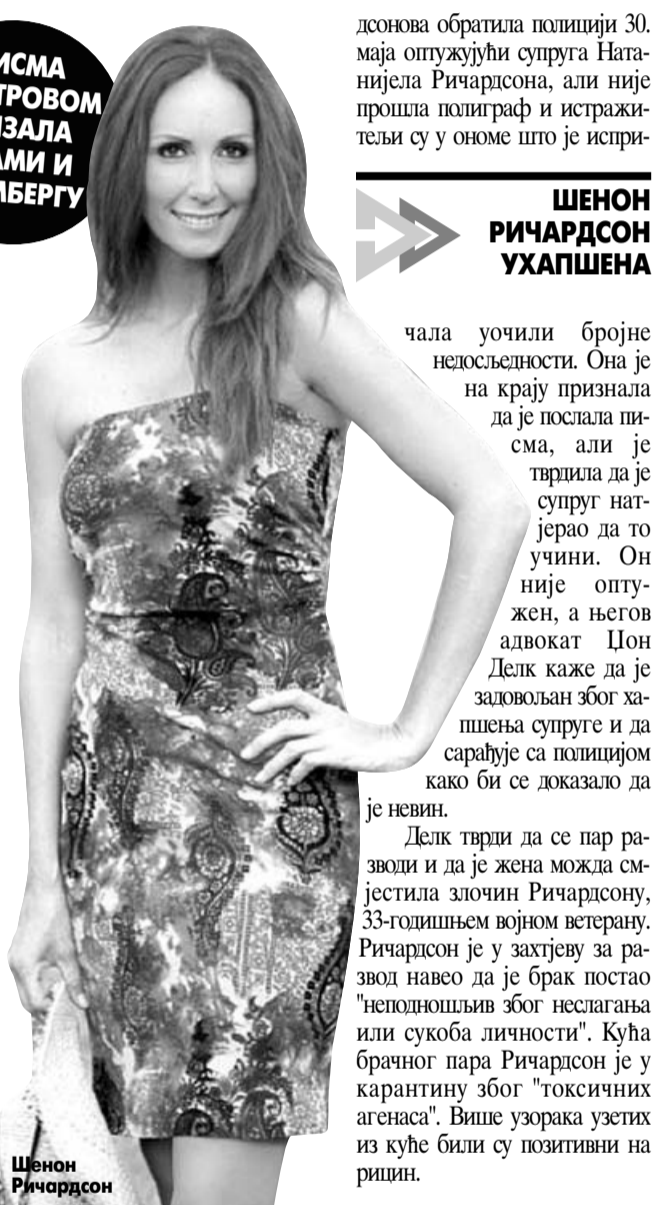 ИСМА
ТРОВОМ
ЗАЛА
АМИ И
МБЕРГУ
дсонова обратила полицији 30.
маја оптужујући супруга Ната-
нијела Ричардсона, али није
прошла полиграф и истражи-
тељи су у ономе што је испри-
ШЕНОН
РИЧАРДСОН
УХАПШЕНА
чала уочили бројне
недосљедности. Она је
на крају признала
да је послала пи-
сма, али је
тврдила да је
супруг нат-
јерао да то
учини. Он
није опту-
жен, а његов
адвокат Џон
Делк каже да је
задовољан због ха-
пшења супруге и да
сарађује са полицијом
како би се доказало да
је невин.
Делк тврди да се пар ра-
зводи и да је жена можда см-
јестила злочин Ричардсону,
33-годишњем војном ветерану.
Ричардсон је у захтјеву за ра-
звод навео да је брак постао
"неподношљив због неслагања
или сукоба личности". Кућа
брачног пара Ричардсон је у
карантину због "токсичних
агенаса". Више узорака узетих
из куће били су позитивни на
рицин.
Шенон
Ричардсон